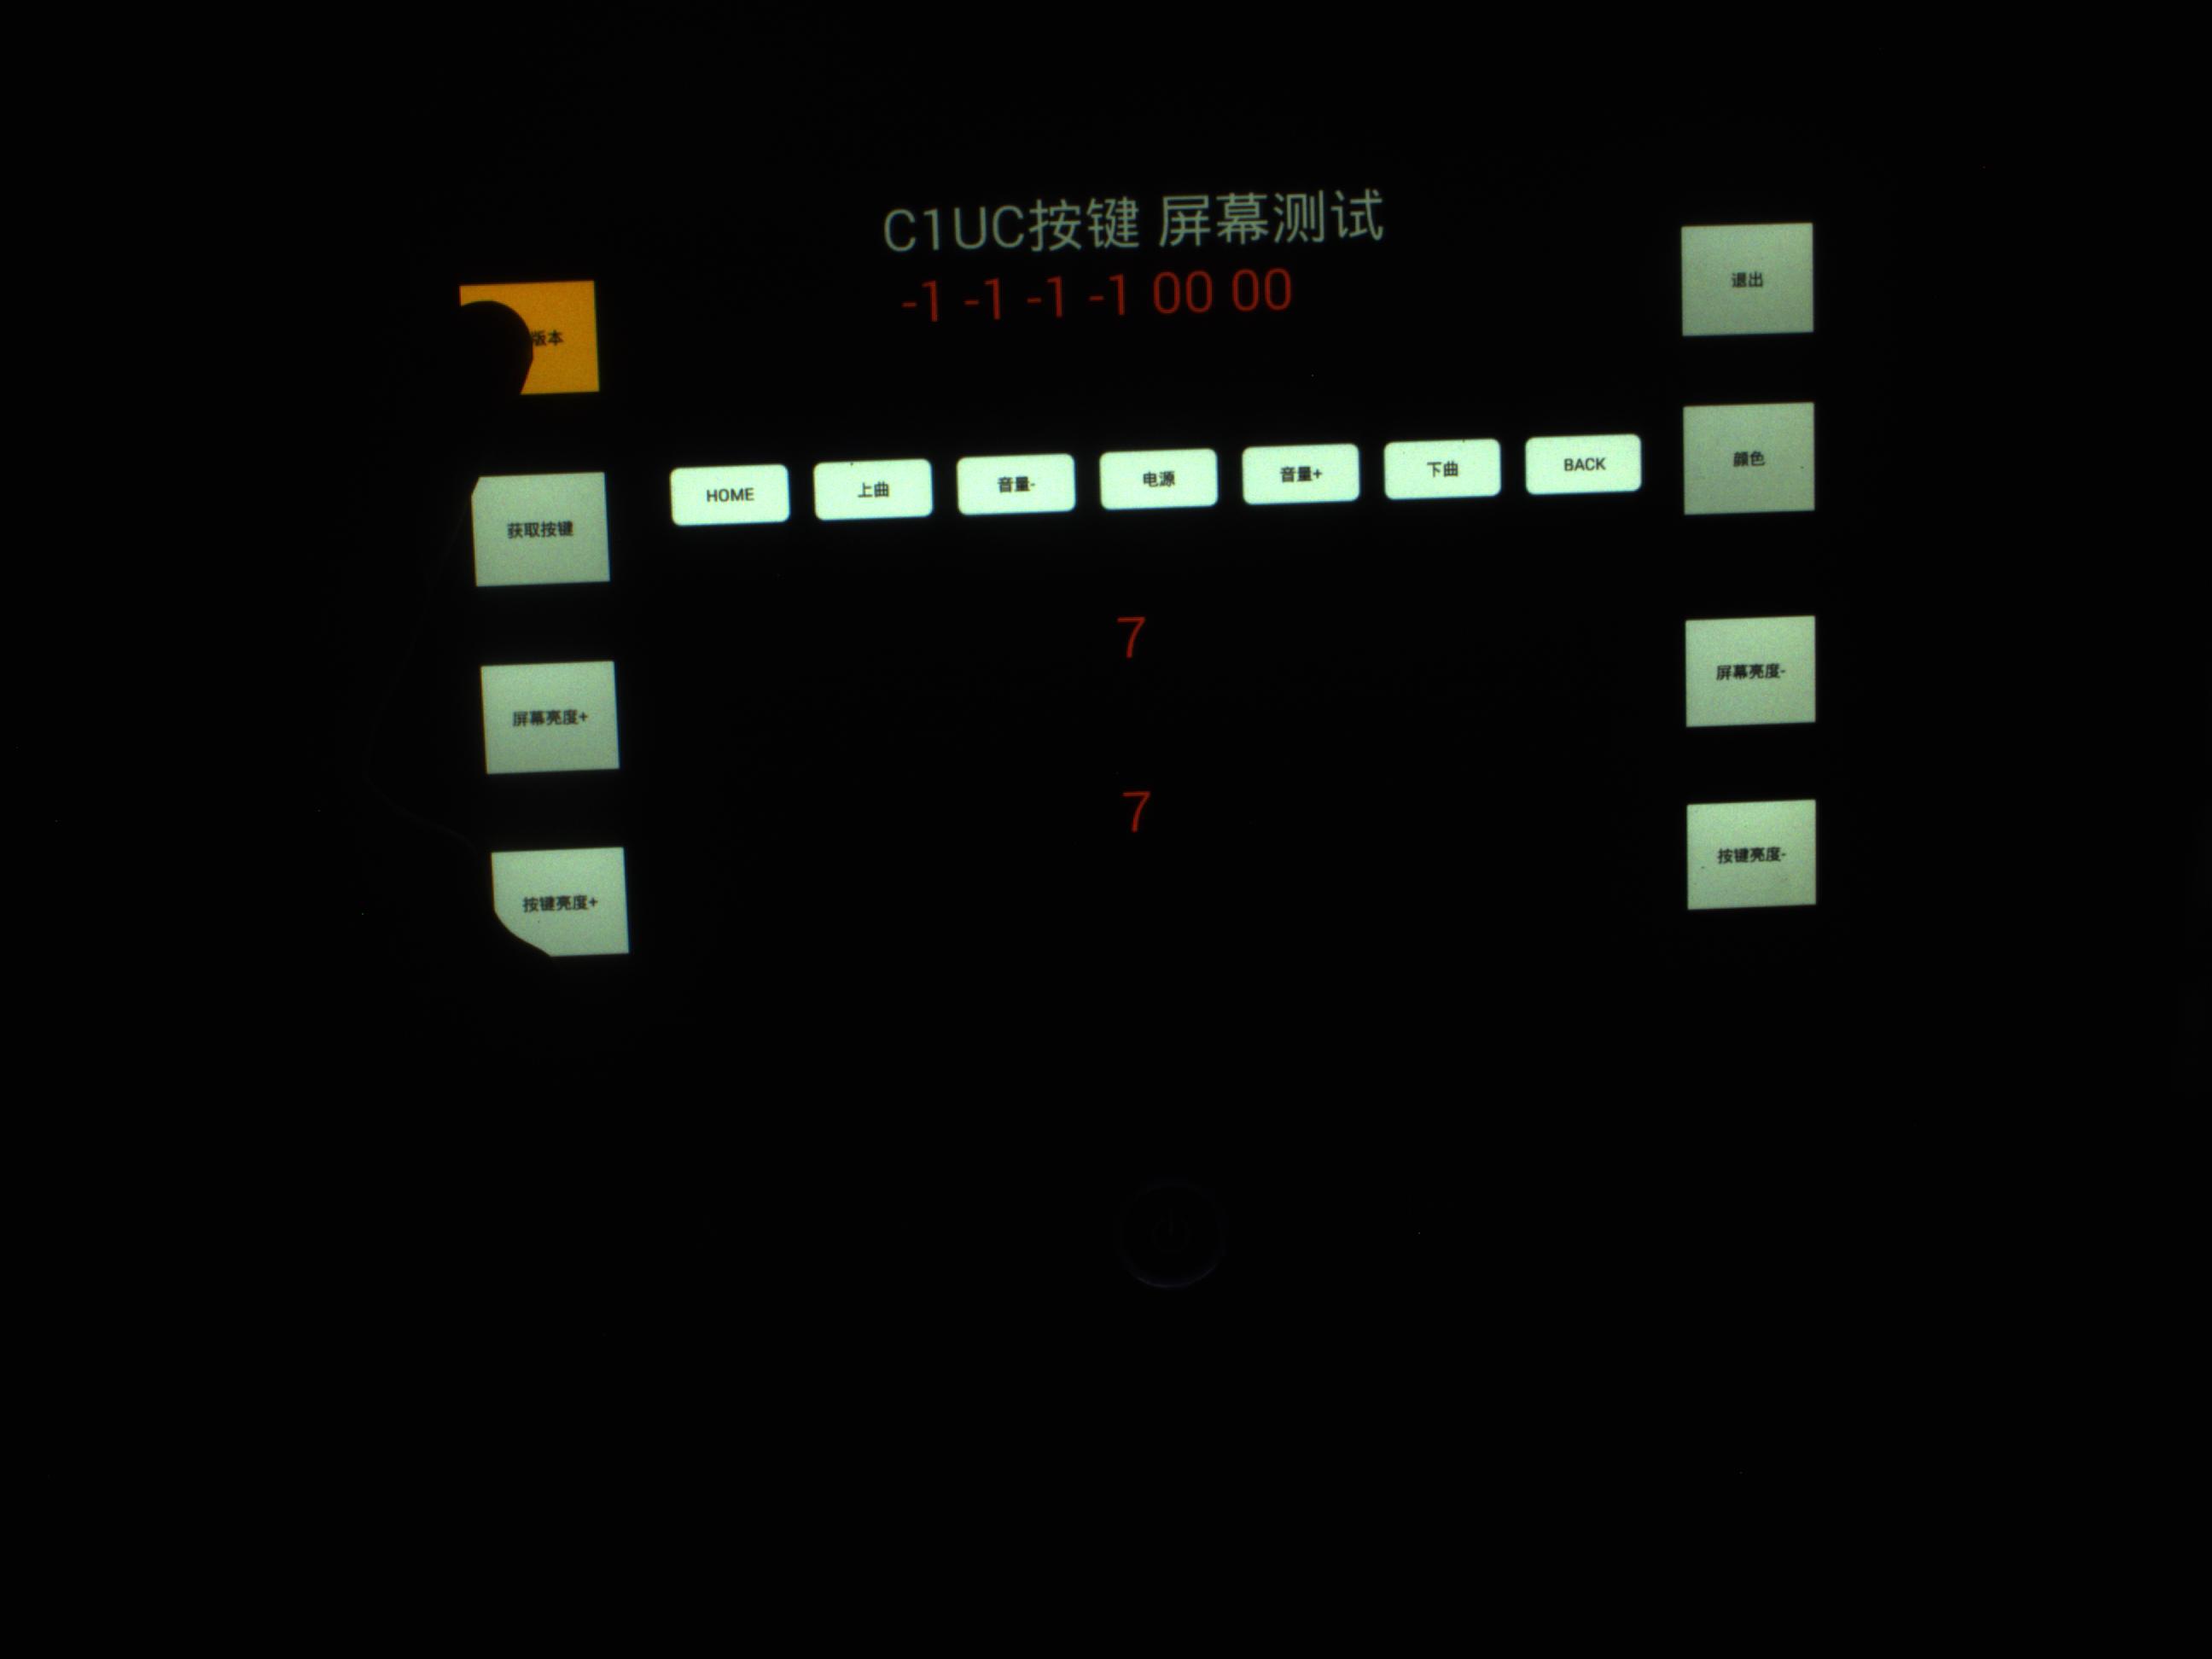 C1UC按键 屏幕测试
-1 -1 -1 -1 00 00
退出
版本
颜色
HOME
上曲
音量-
电源
音量+
下曲
BACK
获取按键
7
屏幕亮度+
屏幕亮度-
7
按键亮度+
按键亮度-